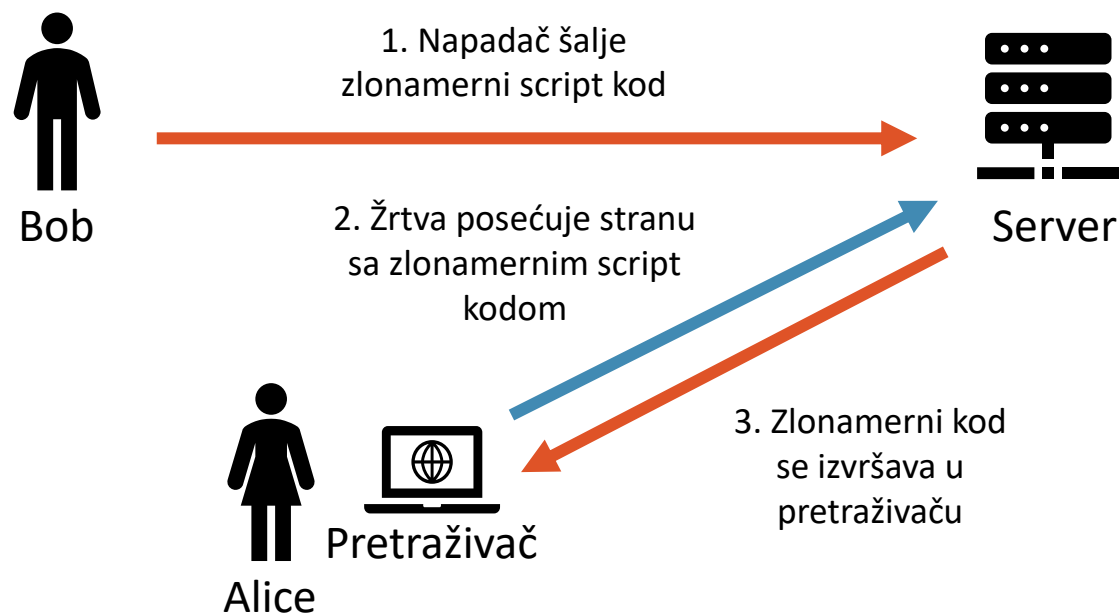 1. Napadač šalje
zlonamerni script kod
Bob
Server
2. Žrtva posećuje stranu
sa zlonamernim script
kodom
3. Zlonamerni kod
se izvršava u
pretraživaču
Pretraživač
Alice